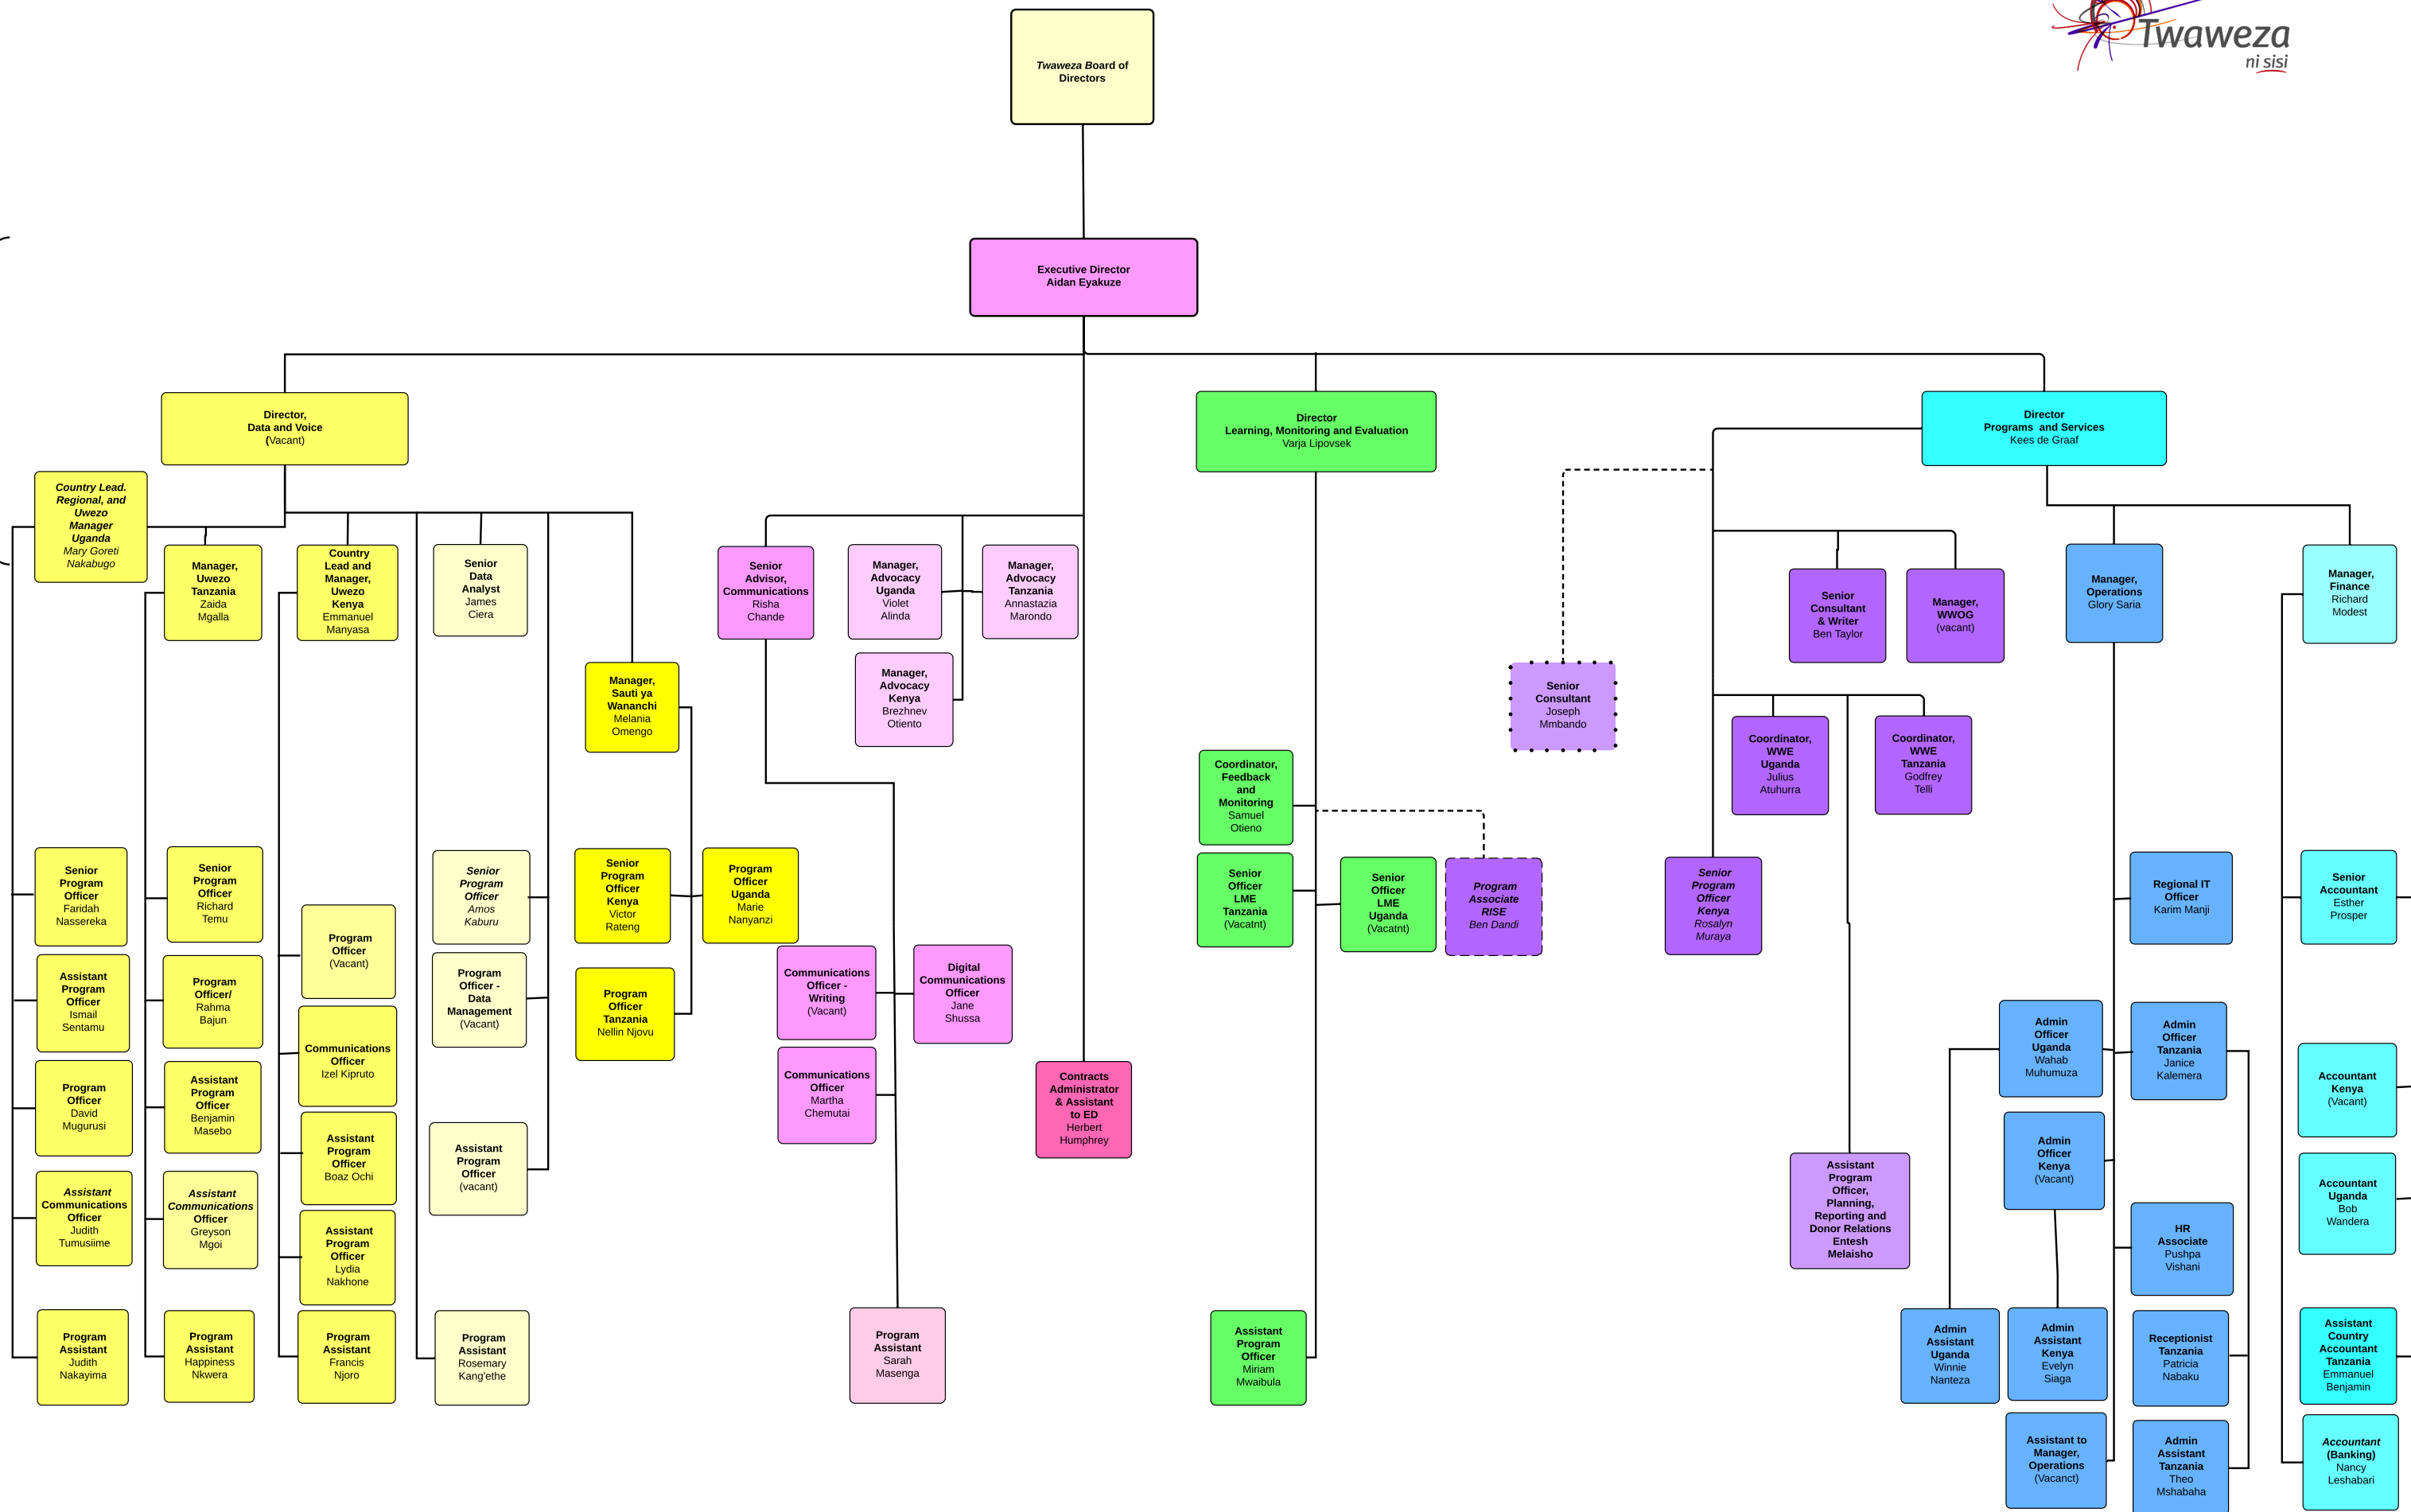 Twaweza
ni sisi
Twaweza Board of
Directors
Executive Director
Aidan Eyakuze
Director,
Data and Voice
(Vacant)
Director
Learning, Monitoring and Evaluation
Varja Lipovsek
Director
Programs and Services
Kees de Graaf
Country Lead.
Regional, and
Uwezo
Manager
Uganda
Mary Goreti
Nakabugo
Manager,
Uwezo
Tanzania
Zaida
Mgalla
Country
Lead and
Manager,
Uwezo
Kenya
Emmanuel
Manyasa
Senior
Data
Analyst
James
Ciera
Senior
Advisor,
Communications
Risha
Chande
Manager,
Advocacy
Uganda
Violet
Alinda
Manager,
Advocacy
Tanzania
Annastazia
Marondo
Senior
Consultant
& Writer
Ben Taylor
Manager,
WWOG
(vacant)
Manager,
Operations
Glory Saria
Manager,
Finance
Richard
Modest
Manager,
Sauti ya
Wananchi
Melania
Omengo
Manager,
Advocacy
Kenya
Brezhnev
Otiento
Senior
Consultant
Joseph
Mmbando
Coordinator,
WWE
Uganda
Julius
Atuhurra
Coordinator,
WWE
Tanzania
Godfrey
Telli
Coordinator,
Feedback
and
Monitoring
Samuel
Otieno
Senior
Program
Officer
Faridah
Nassereka
Senior
Program
Officer
Richard
Temu
Program
Officer
(Vacant)
Senior
Program
Officer
Amos
Kaburu
Senior
Program
Officer
Kenya
Victor
Rateng
Program
Officer
Uganda
Marie
Nanyanzi
Senior
Officer
LME
Tanzania
(Vacatnt)
Senior
Officer
LME
Uganda
(Vacatnt)
Program
Associate
RISE
Ben Dandi
Senior
Program
Officer
Kenya
Rosalyn
Muraya
Regional IT
Officer
Karim Manji
Senior
Accountant
Esther
Prosper
Assistant
Program
Officer
Ismail
Sentamu
Program
Officer/
Rahma
Bajun
Communications
Officer
Izel Kipruto
Program
Officer -
Data
Management
(Vacant)
Program
Officer
Tanzania
Nellin Njovu
Communications
Officer -
Writing
(Vacant)
Digital
Communications
Officer
Jane
Shussa
Admin
Officer
Uganda
Wahab
Muhumuza
Admin
Officer
Tanzania
Janice
Kalemera
Accountant
Kenya
(Vacant)
Program
Officer
David
Mugurusi
Assistant
Program
Officer
Benjamin
Masebo
Assistant
Program
Officer
Boaz Ochi
Assistant
Program
Officer
(vacant)
Communications
Officer
Martha
Chemutai
Contracts
Administrator
& Assistant
to ED
Herbert
Humphrey
Assistant
Program
Officer,
Planning,
Reporting and
Donor Relations
Entesh
Melaisho
Admin
Officer
Kenya
(Vacant)
Accountant
Uganda
Bob
Wandera
Assistant
Communications
Officer
Judith
Tumusiime
Assistant
Communications
Officer
Greyson
Mgoi
Assistant
Program
Officer
Lydia
Nakhone
HR
Associate
Pushpa
Vishani
Program
Assistant
Judith
Nakayima
Program
Assistant
Happiness
Nkwera
Program
Assistant
Francis
Njoro
Program
Assistant
Rosemary
Kang'ethe
Program
Assistant
Sarah
Masenga
Assistant
Program
Officer
Miriam
Mwaibula
Admin
Assistant
Uganda
Winnie
Nanteza
Admin
Assistant
Kenya
Evelyn
Siaga
Receptionist
Tanzania
Patricia
Nabaku
Assistant
Country
Accountant
Tanzania
Emmanuel
Benjamin
Assistant to
Manager,
Operations
(Vacanct)
Admin
Assistant
Tanzania
Theo
Mshabaha
Accountant
(Banking)
Nancy
Leshabari